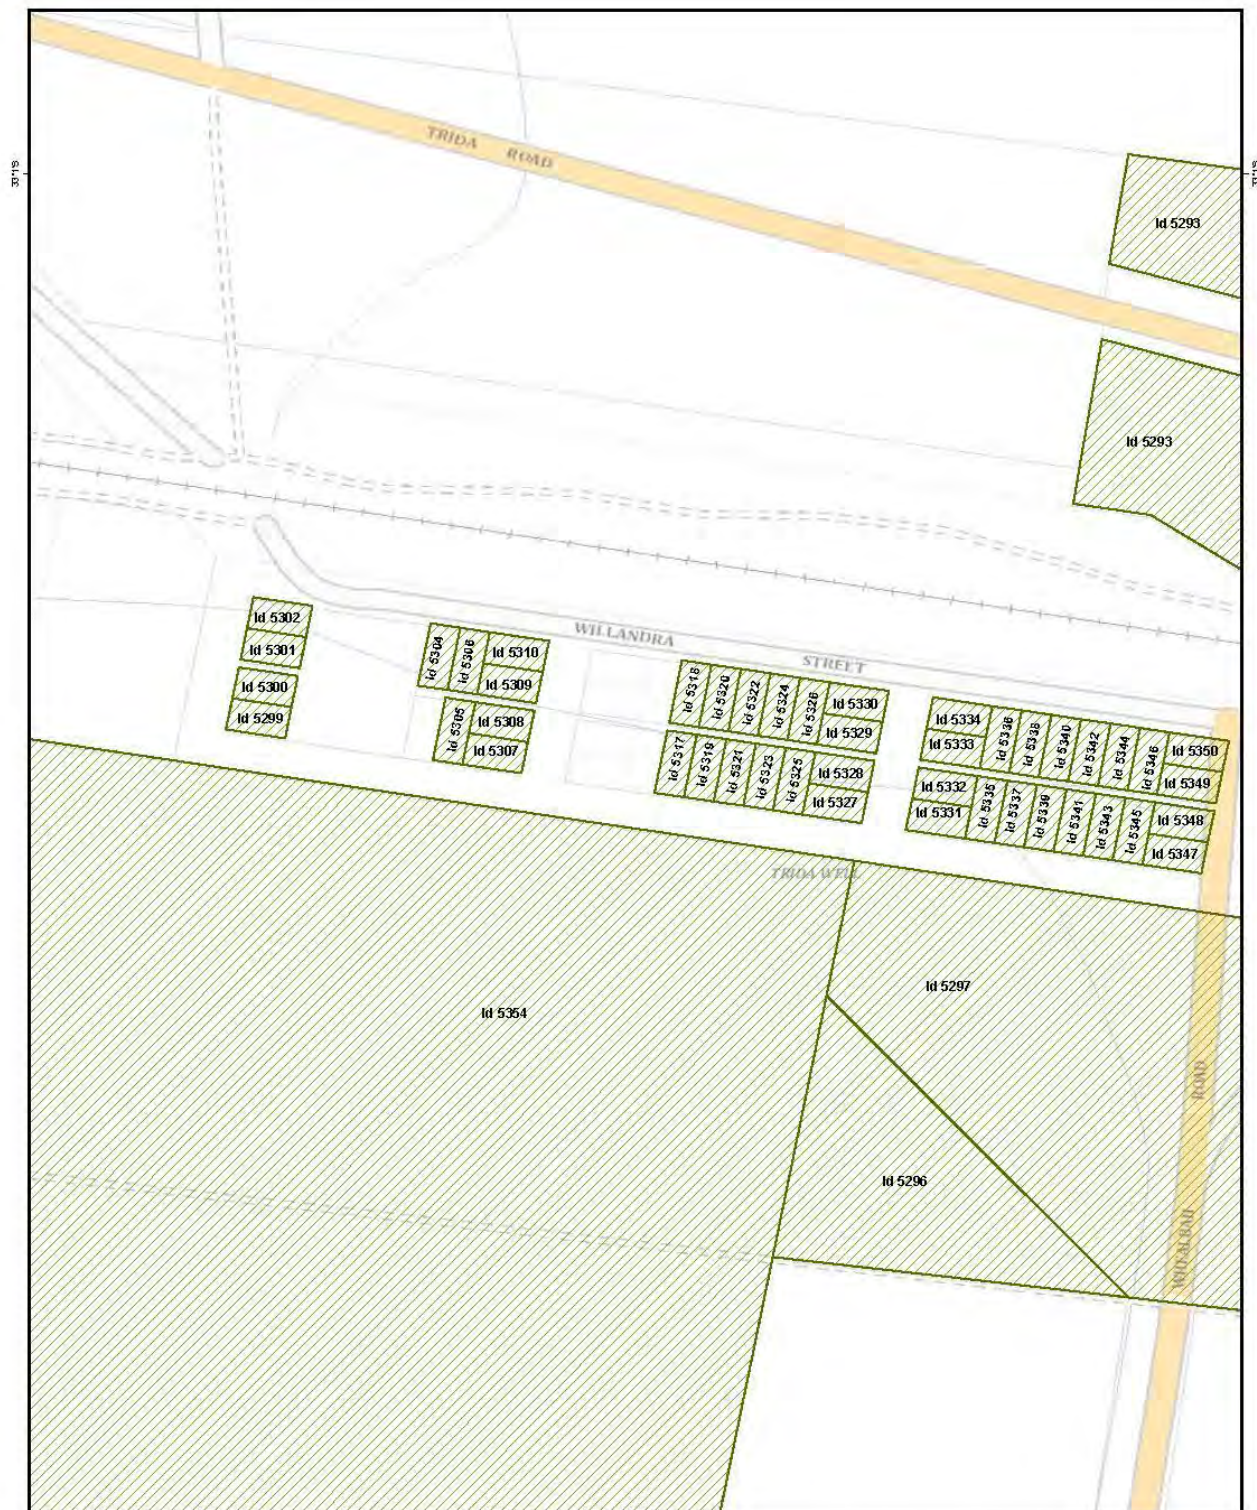 TRIDA ROAD
33°1'S
33°1'S
Id 5293
Id 5293
Id 5302
Id 5301
Id 5300
Id 5299
Id 5304
Id 5306
Id 5310
Id 5309
Id 5305
Id 5308
Id 5307
WILLANDRA STREET
Id 5318
Id 5320
Id 5322
Id 5324
Id 5326
Id 5330
Id 5329
Id 5317
Id 5319
Id 5321
Id 5323
Id 5325
Id 5328
Id 5327
Id 5334
Id 5333
Id 5336
Id 5338
Id 5340
Id 5342
Id 5344
Id 5346
Id 5350
Id 5349
Id 5332
Id 5331
Id 5335
Id 5337
Id 5339
Id 5341
Id 5343
Id 5345
Id 5348
Id 5347
TRIDA WELL
Id 5297
Id 5354
Id 5296
WHEALBAH ROAD